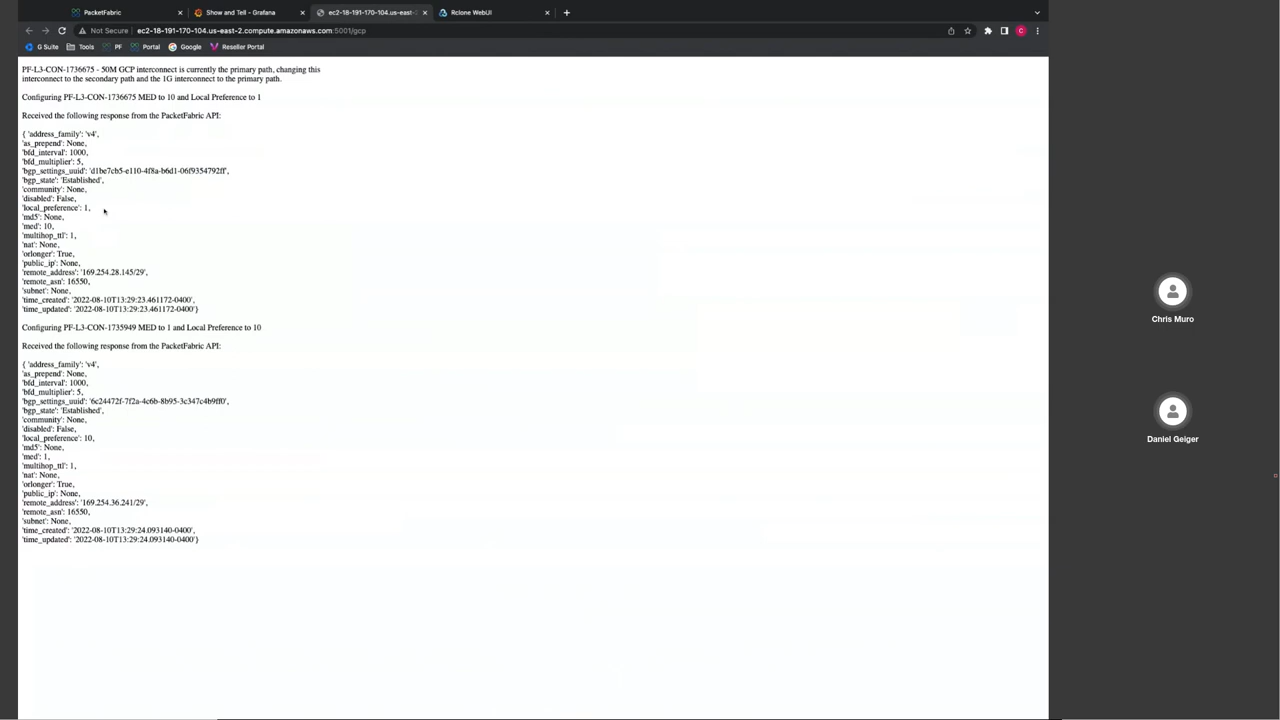 PacketFabric
Show and Tell - Grafana
ec2-18-191-170-104.us-east-2
Rclone WebUI
Not Secure
ec2-18-191-170-104.us-east-2.compute.amazonaws.com:5001/gcp
C
G Suite
Tools
PF
Portal
Google
Reseller Portal
PF-L3-CON-1736675 - 50M GCP interconnect is currently the primary path, changing this
interconnect to the secondary path and the 1G interconnect to the primary path.
Configuring PF-L3-CON-1736675 MED to 10 and Local Preference to 1
Received the following response from the PacketFabric API:
{ 'address_family': 'v4',
'as_prepend': None,
'bfd_interval': 1000,
'bfd_multiplier': 5,
'bgp_settings_uuid': 'd1be7cb5-e110-4f8a-b6d1-06f9354792ff',
'bgp_state': 'Established',
'community': None,
'disabled': False,
'local_preference': 1,
'md5': None,
'med': 10,
'multihop_ttl': 1,
'nat': None,
'orlonger': True,
'public_ip': None,
'remote_address': '169.254.28.145/29',
'remote_asn': 16550,
'subnet': None,
'time_created': '2022-08-10T13:29:23.461172-0400',
'time_updated': '2022-08-10T13:29:23.461172-0400'}
Configuring PF-L3-CON-1735949 MED to 1 and Local Preference to 10
Received the following response from the PacketFabric API:
{ 'address_family': 'v4',
'as_prepend': None,
'bfd_interval': 1000,
'bfd_multiplier': 5,
'bgp_settings_uuid': '6c24472f-7f2a-4c6b-8b95-3c347c4b9ff0',
'bgp_state': 'Established',
'community': None,
'disabled': False,
'local_preference': 10,
'md5': None,
'med': 1,
'multihop_ttl': 1,
'nat': None,
'orlonger': True,
'public_ip': None,
'remote_address': '169.254.36.241/29',
'remote_asn': 16550,
'subnet': None,
'time_created': '2022-08-10T13:29:24.093140-0400',
'time_updated': '2022-08-10T13:29:24.093140-0400'}
Chris Muro
Daniel Geiger